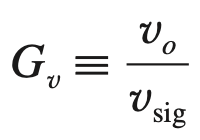 G_v ≡ v_o / v_sig